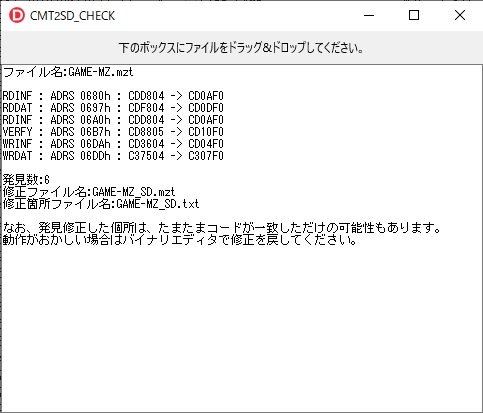 CMT2SD_CHECK
下のボックスにファイルをドラッグ&ドロップしてください。
ファイル名:GAME-MZ.mzt
RDINF : ADRS 0680h : CDD804 -> CD0AF0
RDDAT : ADRS 0697h : CDF804 -> CD0DF0
RDINF : ADRS 06A0h : CDD804 -> CD0AF0
VERFY : ADRS 06B7h : CD8805 -> CD10F0
WRINF : ADRS 06DAh : CD3604 -> CD04F0
WRDAT : ADRS 06DDh : C37504 -> C307F0
発見数:6
修正ファイル名:GAME-MZ_SD.mzt
修正箇所ファイル名:GAME-MZ_SD.txt
なお、発見修正した個所は、たまたまコードが一致しただけの可能性もあります。
動作がおかしい場合はバイナリエディタで修正を戻してください。